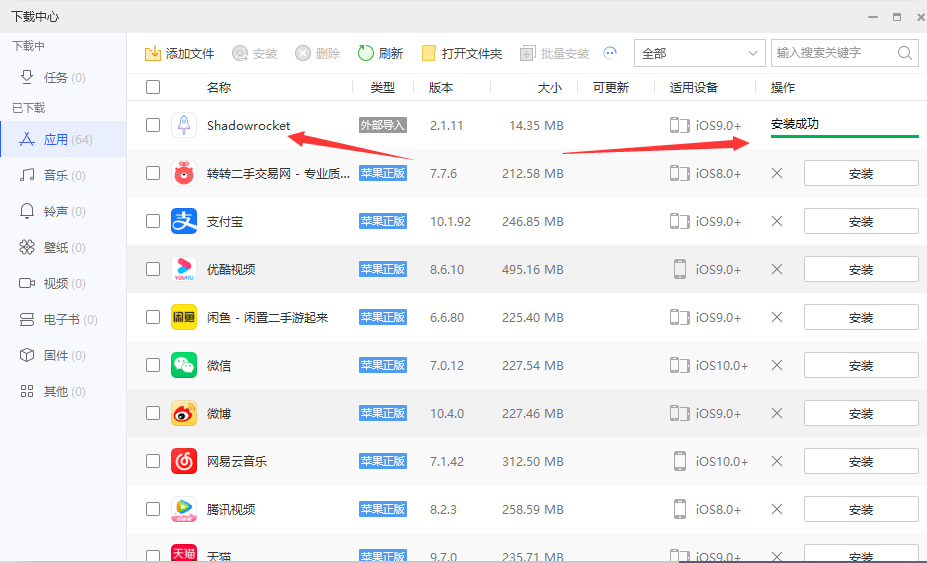 下载中心
下载中
任务 (0)
已下载
应用 (64)
音乐 (0)
铃声 (0)
壁纸 (0)
视频 (0)
电子书 (0)
固件 (0)
其他 (0)
添加文件 安装 删除 刷新 打开文件夹 批量安装 全部 输入搜索关键字
名称 类型 版本 大小 可更新 适用设备 操作
Shadowrocket 外部导入 2.1.11 14.35 MB iOS9.0+ 安装成功
转转二手交易网 - 专业质... 苹果正版 7.7.6 212.58 MB iOS8.0+ 安装
支 支付宝 苹果正版 10.1.92 246.85 MB iOS9.0+ 安装
YOUKU 优酷视频 苹果正版 8.6.10 495.16 MB iOS9.0+ 安装
闲鱼 闲鱼 - 闲置二手游起来 苹果正版 6.6.80 225.40 MB iOS9.0+ 安装
微信 苹果正版 7.0.12 227.54 MB iOS10.0+ 安装
微博 苹果正版 10.4.0 227.46 MB iOS9.0+ 安装
网易云音乐 苹果正版 7.1.42 312.50 MB iOS10.0+ 安装
腾讯视频 苹果正版 8.2.3 258.59 MB iOS8.0+ 安装
天猫 天猫 苹果正版 9.7.0 235.71 MB iOS9.0+ 安装